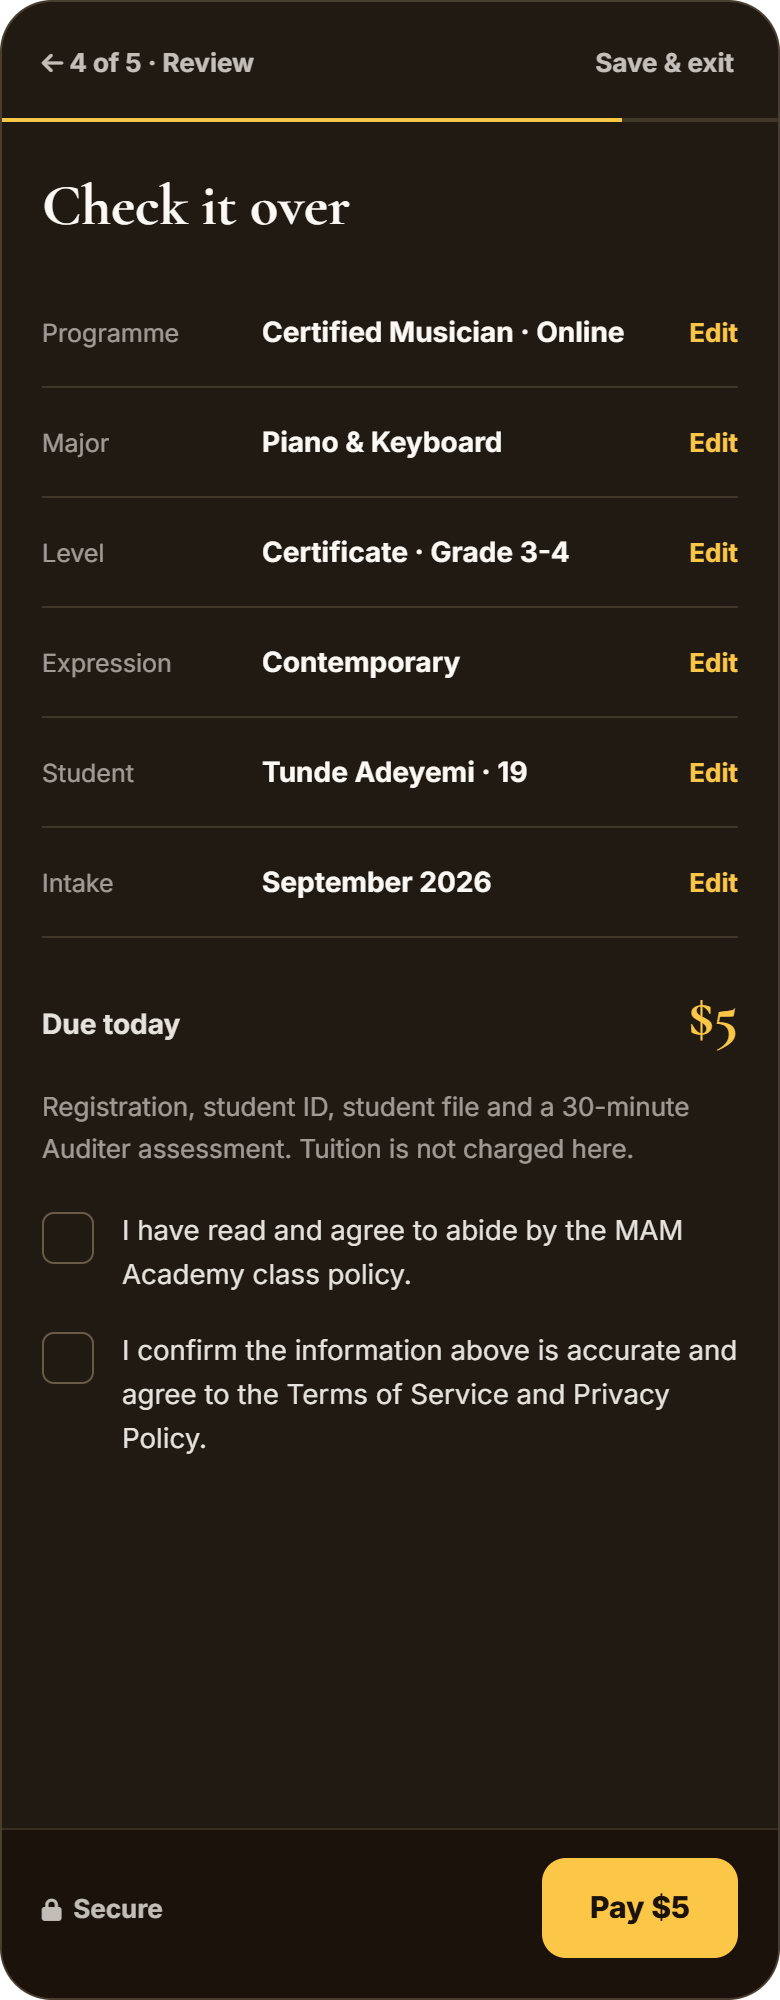 ← 4 of 5 · Review Save & exit
Check it over
Programme Certified Musician · Online Edit
Major Piano & Keyboard Edit
Level Certificate · Grade 3-4 Edit
Expression Contemporary Edit
Student Tunde Adeyemi · 19 Edit
Intake September 2026 Edit
Due today $5
Registration, student ID, student file and a 30-minute
Auditer assessment. Tuition is not charged here.
I have read and agree to abide by the MAM
Academy class policy.
I confirm the information above is accurate and
agree to the Terms of Service and Privacy
Policy.
Secure Pay $5